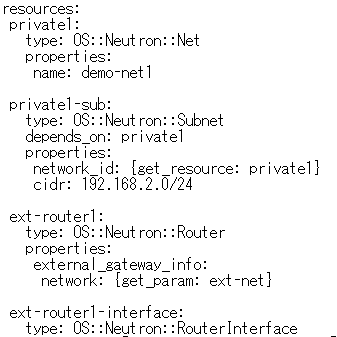 resources:
 private1:
   type: OS::Neutron::Net
   properties:
    name: demo-net1

 private1-sub:
   type: OS::Neutron::Subnet
   depends_on: private1
   properties:
    network_id: {get_resource: private1}
    cidr: 192.168.2.0/24

 ext-router1:
   type: OS::Neutron::Router
   properties:
    external_gateway_info:
     network: {get_param: ext-net}

 ext-router1-interface:
   type: OS::Neutron::RouterInterface